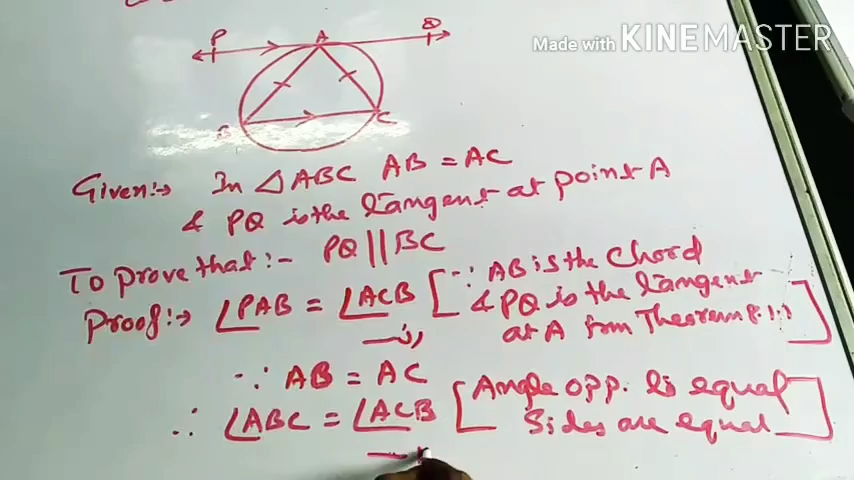 Made with KINEMASTER
P A Q
B C
Given:→ In △ABC AB = AC
& PQ is the tangent at point A
To prove that :- PQ || BC
Proof:→ ∠PAB = ∠ACB [∵ AB is the chord
& PQ is the tangent
at A from Theorem 8.1.1]
∵ AB = AC
∴ ∠ABC = ∠ACB [Angle opp. to equal
Sides are equal]